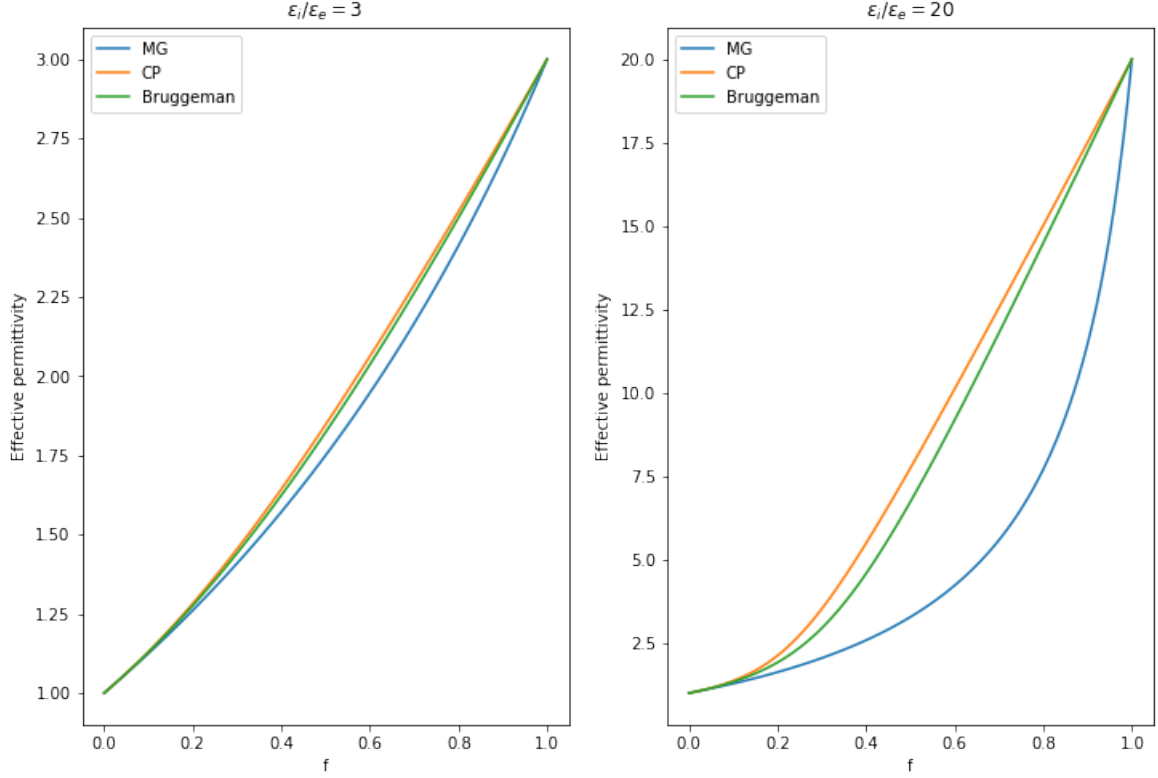 εᵢ/εₑ = 3
MG
CP
Bruggeman
3.00
2.75
2.50
2.25
2.00
1.75
1.50
1.25
1.00
Effective permittivity
0.0 0.2 0.4 0.6 0.8 1.0
f
εᵢ/εₑ = 20
MG
CP
Bruggeman
20.0
17.5
15.0
12.5
10.0
7.5
5.0
2.5
Effective permittivity
0.0 0.2 0.4 0.6 0.8 1.0
f